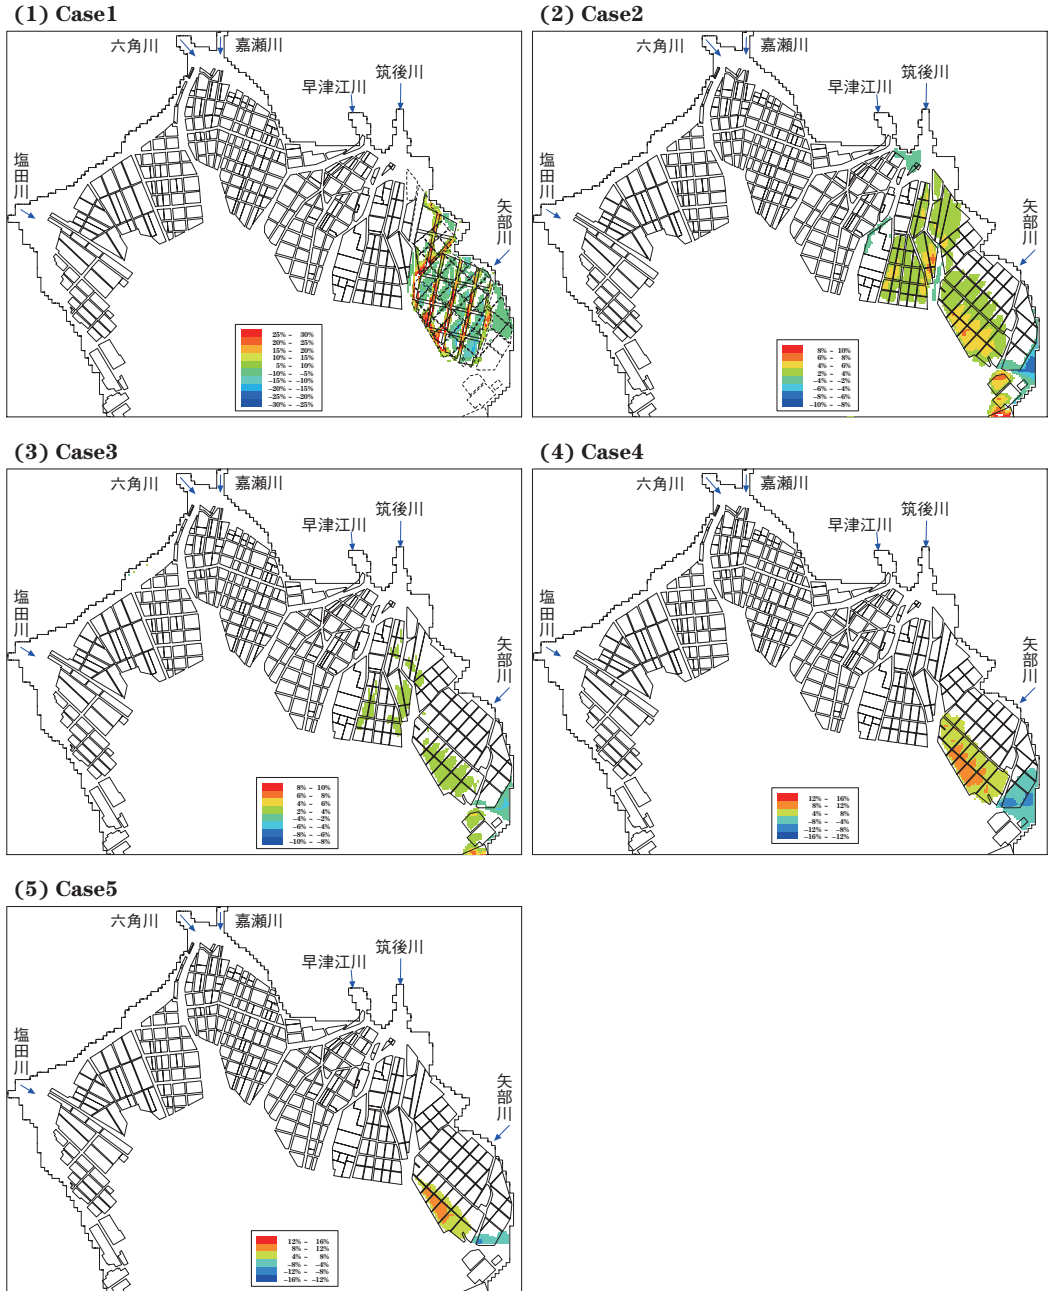 (1) Case1
六角川
嘉瀬川
早津江川
筑後川
塩田川
矢部川
25% ~ 30%
20% ~ 25%
15% ~ 20%
10% ~ 15%
5% ~ 10%
-10% ~ -5%
-15% ~ -10%
-20% ~ -15%
-25% ~ -20%
-30% ~ -25%
(2) Case2
六角川
嘉瀬川
早津江川
筑後川
塩田川
矢部川
8% ~ 10%
6% ~ 8%
4% ~ 6%
2% ~ 4%
-4% ~ -2%
-6% ~ -4%
-8% ~ -6%
-10% ~ -8%
(3) Case3
六角川
嘉瀬川
早津江川
筑後川
塩田川
矢部川
8% ~ 10%
6% ~ 8%
4% ~ 6%
2% ~ 4%
-4% ~ -2%
-6% ~ -4%
-8% ~ -6%
-10% ~ -8%
(4) Case4
六角川
嘉瀬川
早津江川
筑後川
塩田川
矢部川
12% ~ 16%
8% ~ 12%
4% ~ 8%
-8% ~ -4%
-12% ~ -8%
-16% ~ -12%
(5) Case5
六角川
嘉瀬川
早津江川
筑後川
塩田川
矢部川
12% ~ 16%
8% ~ 12%
4% ~ 8%
-8% ~ -4%
-12% ~ -8%
-16% ~ -12%